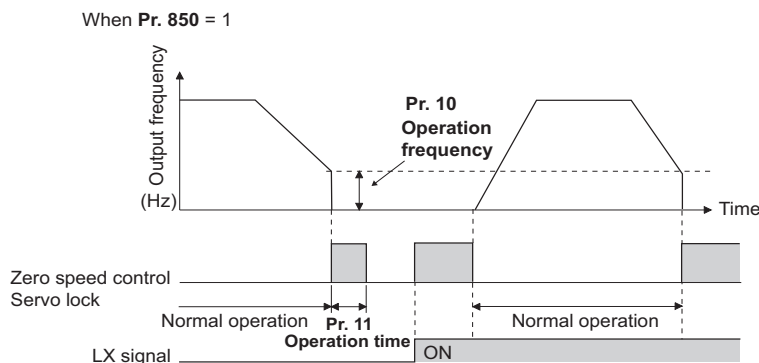 When Pr. 850 = 1
Output frequency
(Hz)
Pr. 10
Operation
frequency
Time
Zero speed control
Servo lock
Normal operation
Pr. 11
Operation time
Normal operation
LX signal
ON